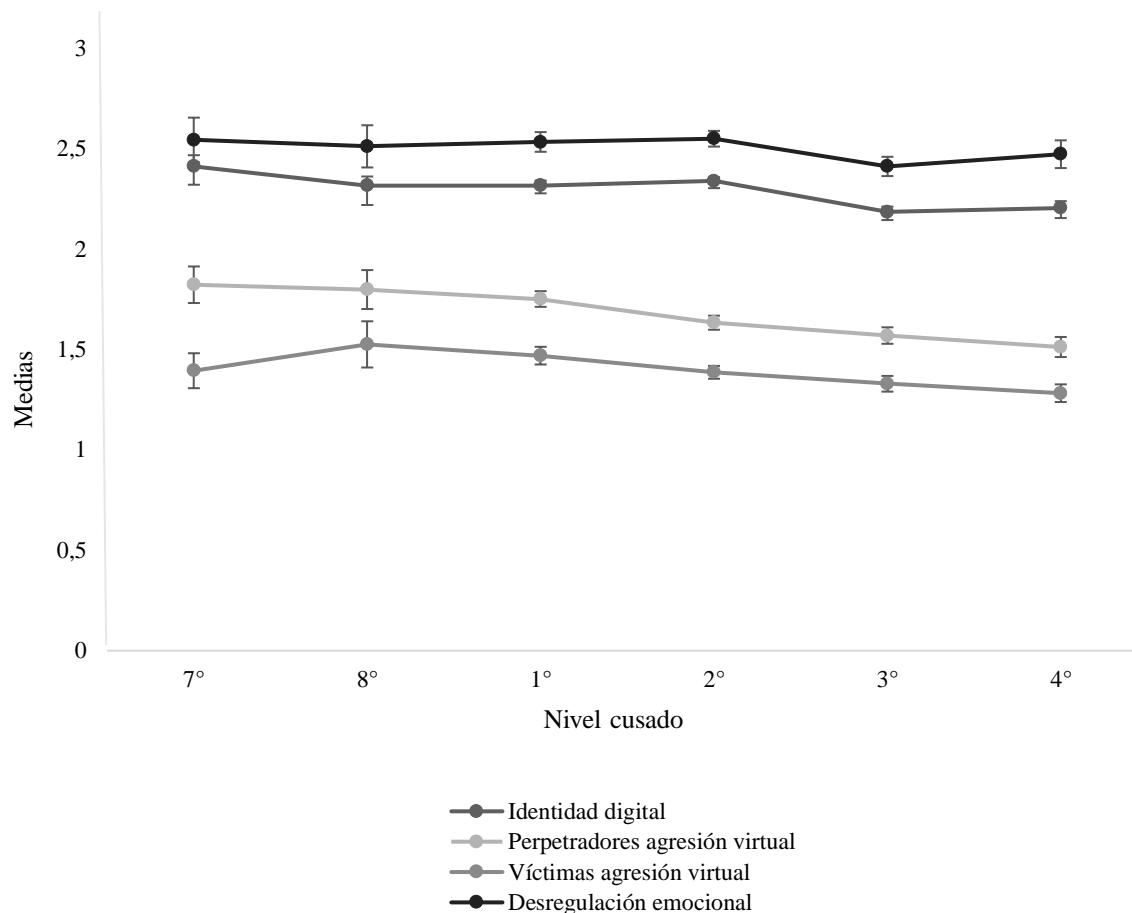 3
2,5
2
1,5
1
0,5
0
Medias
7° 8° 1° 2° 3° 4°
Nivel cusado
Identidad digital
Perpetradores agresión virtual
Víctimas agresión virtual
Desregulación emocional